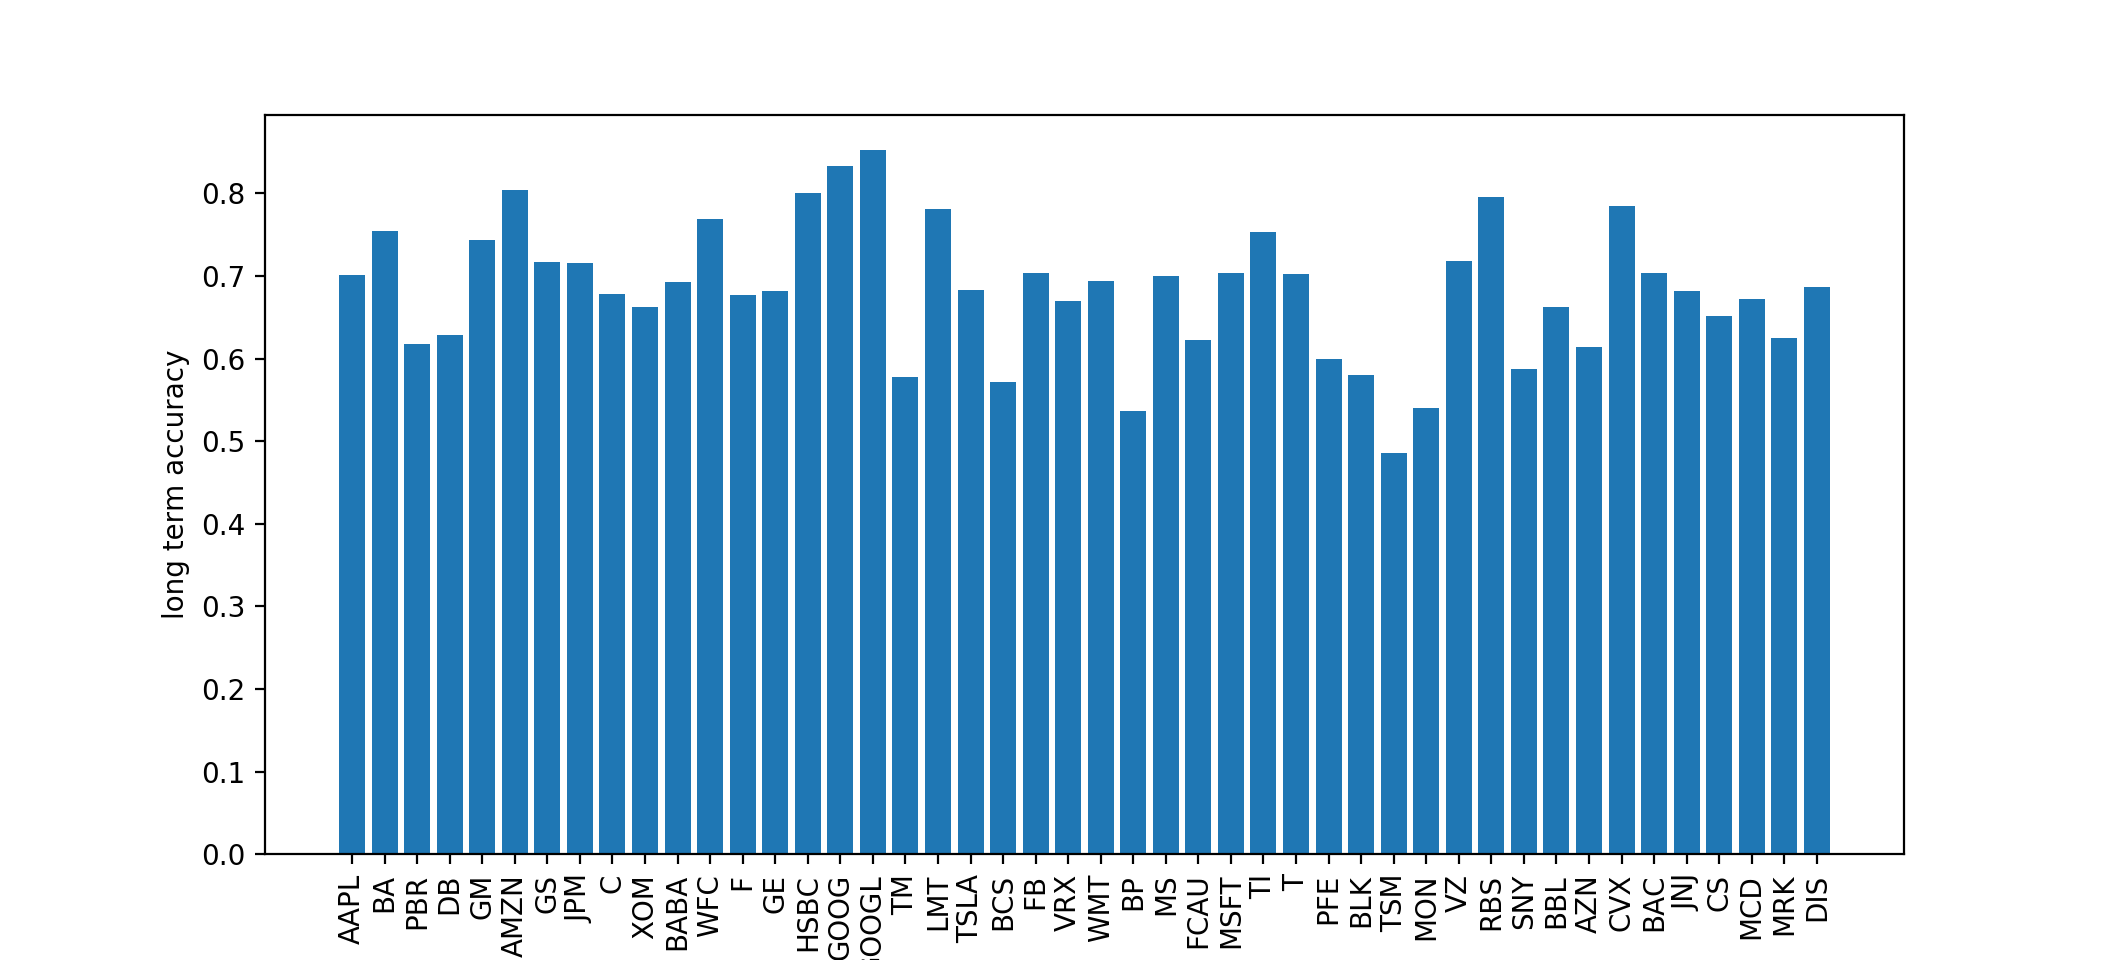 long term accuracy
0.8
0.7
0.6
0.5
0.4
0.3
0.2
0.1
0.0
AAPL
BA
PBR
DB
GM
AMZN
GS
JPM
C
XOM
BABA
WFC
F
GE
HSBC
GOOG
OOGL
TM
LMT
TSLA
BCS
FB
VRX
WMT
BP
MS
FCAU
MSFT
TI
T
PFE
BLK
TSM
MON
VZ
RBS
SNY
BBL
AZN
CVX
BAC
JNJ
CS
MCD
MRK
DIS